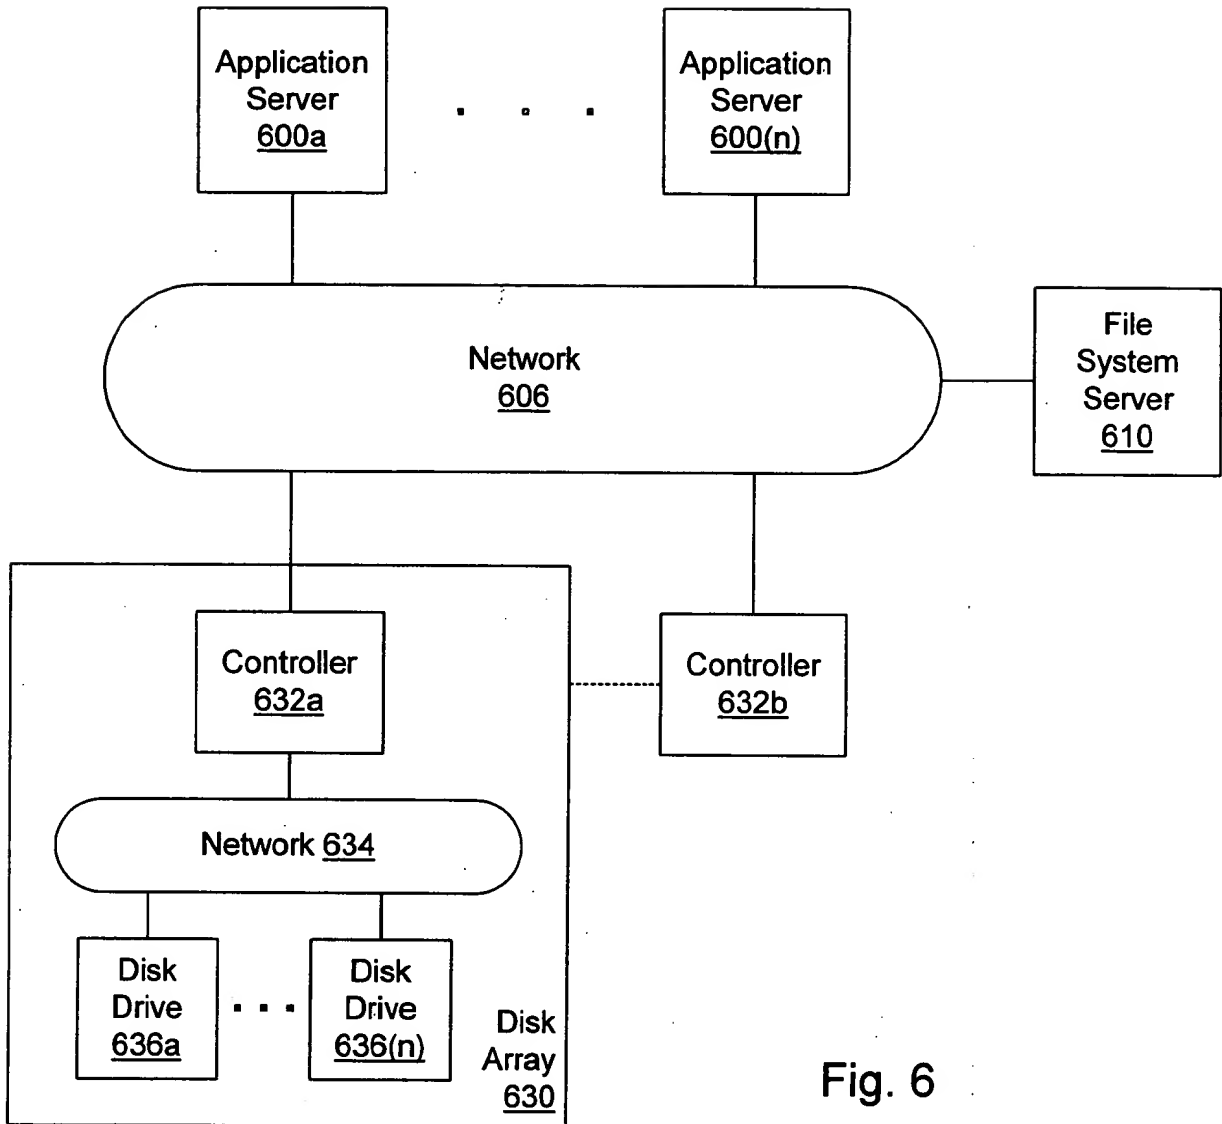 Application
Server
600a
Application
Server
600(n)
Network
606
File
System
Server
610
Controller
632a
Controller
632b
Network 634
Disk
Drive
636a
Disk
Drive
636(n)
Disk
Array
630
Fig. 6